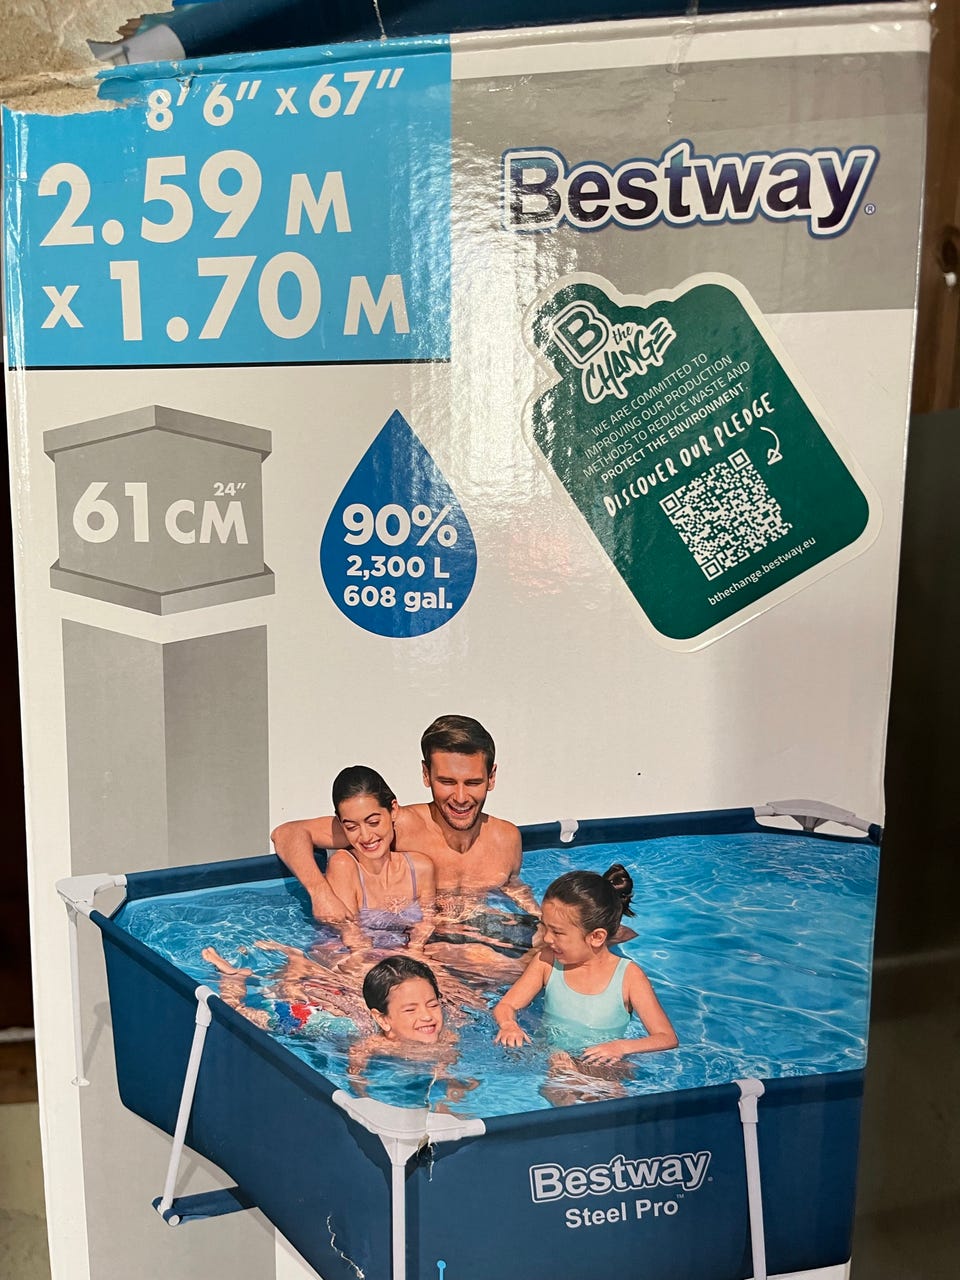 8' 6" x 67"
2.59 M
x 1.70 M
Bestway®
B the
CHANGE
WE ARE COMMITTED TO
IMPROVING OUR PRODUCTION
METHODS TO REDUCE WASTE AND
PROTECT THE ENVIRONMENT.
DISCOVER OUR PLEDGE
bthechange.bestway.eu
24"
61 CM
90%
2,300 L
608 gal.
Bestway®
Steel Pro™